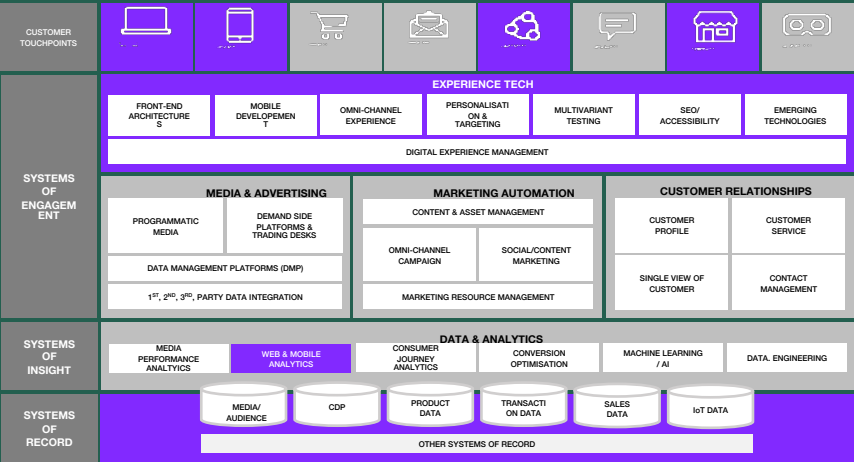 CUSTOMER
TOUCHPOINTS
EXPERIENCE TECH
FRONT-END
ARCHITECTURE
S
MOBILE
DEVELOPEMEN
T
OMNI-CHANNEL
EXPERIENCE
PERSONALISATI
ON &
TARGETING
MULTIVARIANT
TESTING
SEO/
ACCESSIBILITY
EMERGING
TECHNOLOGIES
DIGITAL EXPERIENCE MANAGEMENT
SYSTEMS
OF
ENGAGEM
ENT
MEDIA & ADVERTISING
PROGRAMMATIC
MEDIA
DEMAND SIDE
PLATFORMS &
TRADING DESKS
DATA MANAGEMENT PLATFORMS (DMP)
1ST, 2ND, 3RD, PARTY DATA INTEGRATION
MARKETING AUTOMATION
CONTENT & ASSET MANAGEMENT
OMNI-CHANNEL
CAMPAIGN
SOCIAL/CONTENT
MARKETING
MARKETING RESOURCE MANAGEMENT
CUSTOMER RELATIONSHIPS
CUSTOMER
PROFILE
CUSTOMER
SERVICE
SINGLE VIEW OF
CUSTOMER
CONTACT
MANAGEMENT
SYSTEMS
OF
INSIGHT
DATA & ANALYTICS
MEDIA
PERFORMANCE
ANALTYICS
WEB & MOBILE
ANALYTICS
CONSUMER
JOURNEY
ANALYTICS
CONVERSION
OPTIMISATION
MACHINE LEARNING
/ AI
DATA. ENGINEERING
SYSTEMS
OF
RECORD
MEDIA/
AUDIENCE
CDP
PRODUCT
DATA
TRANSACTI
ON DATA
SALES
DATA
IoT DATA
OTHER SYSTEMS OF RECORD